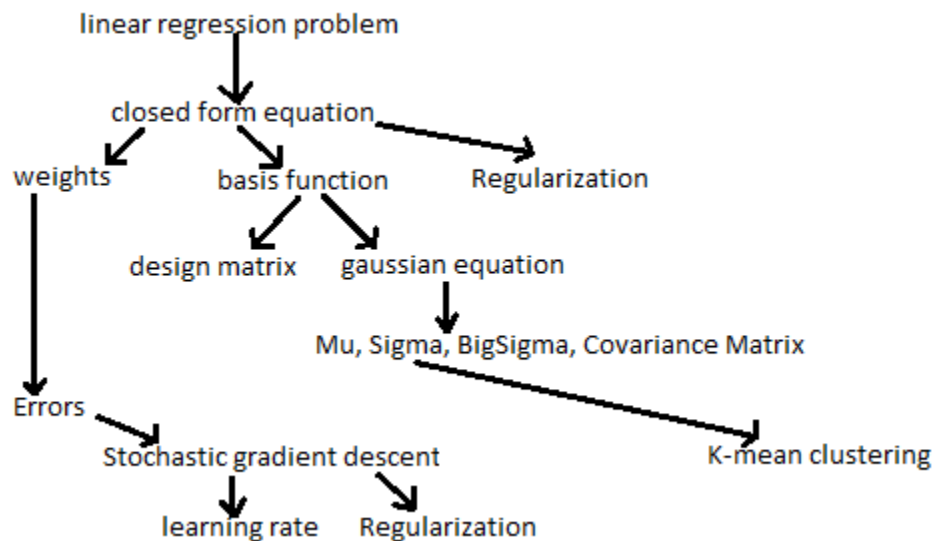 linear regression problem
closed form equation
weights
basis function
Regularization
design matrix
gaussian equation
Mu, Sigma, BigSigma, Covariance Matrix
Errors
Stochastic gradient descent
K-mean clustering
learning rate
Regularization